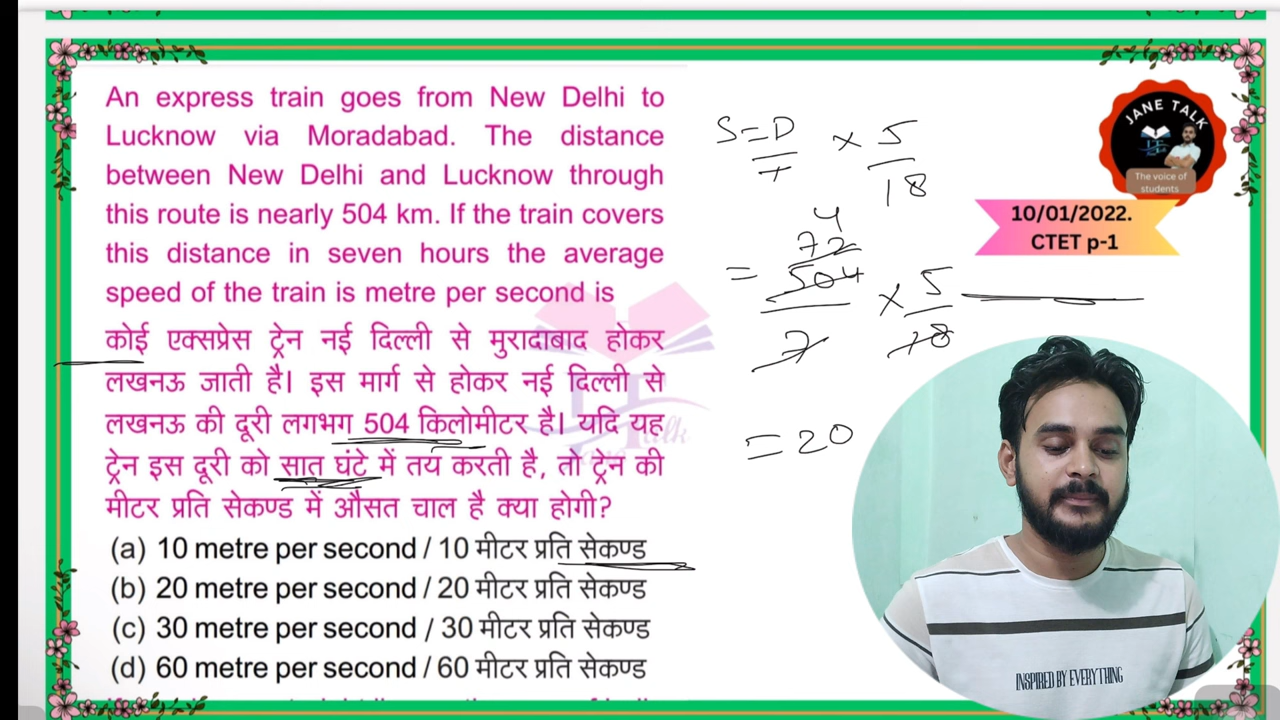 An express train goes from New Delhi to
Lucknow via Moradabad. The distance
between New Delhi and Lucknow through
this route is nearly 504 km. If the train covers
this distance in seven hours the average
speed of the train is metre per second is
कोई एक्सप्रेस ट्रेन नई दिल्ली से मुरादाबाद होकर
लखनऊ जाती है। इस मार्ग से होकर नई दिल्ली से
लखनऊ की दूरी लगभग 504 किलोमीटर है। यदि यह
ट्रेन इस दूरी को सात घंटे में तय करती है, तो ट्रेन की
मीटर प्रति सेकण्ड में औसत चाल है क्या होगी?
(a) 10 metre per second / 10 मीटर प्रति सेकण्ड
(b) 20 metre per second / 20 मीटर प्रति सेकण्ड
(c) 30 metre per second / 30 मीटर प्रति सेकण्ड
(d) 60 metre per second / 60 मीटर प्रति सेकण्ड
S=D × 5
T 18
4
72
= 504 × 5
7 18
= 20
JANE TALK
The voice of
students
10/01/2022.
CTET p-1
INSPIRED BY EVERYTHING